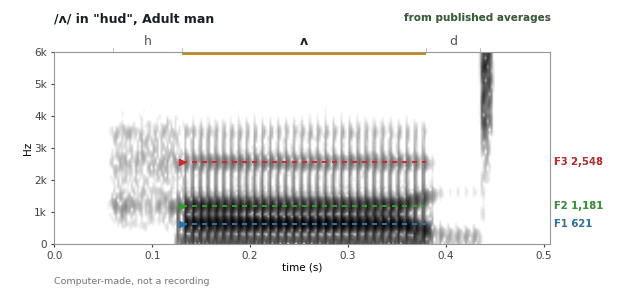 /ʌ/ in "hud", Adult man
from published averages
h ʌ d
6k
5k
4k
3k
2k
1k
0
Hz
F3 2,548
F2 1,181
F1 621
0.0 0.1 0.2 0.3 0.4 0.5
time (s)
Computer-made, not a recording